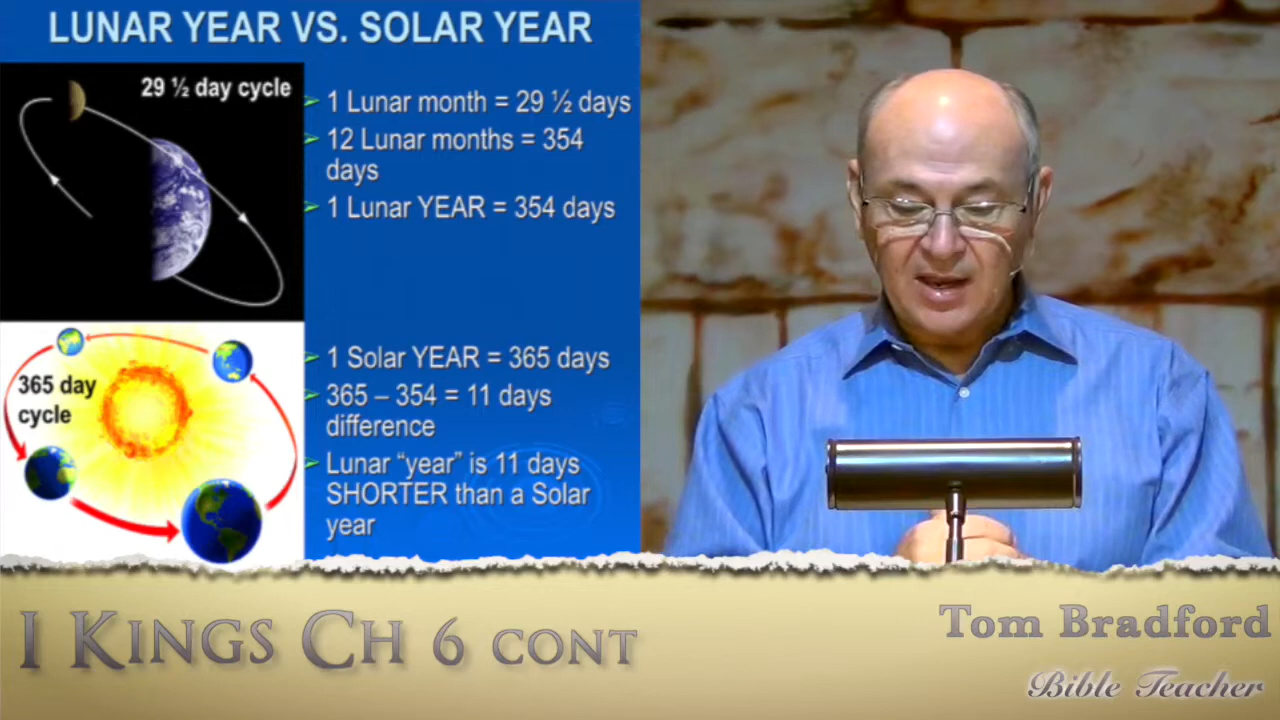 LUNAR YEAR VS. SOLAR YEAR
29 ½ day cycle
1 Lunar month = 29 ½ days
12 Lunar months = 354
days
1 Lunar YEAR = 354 days
365 day
cycle
1 Solar YEAR = 365 days
365 – 354 = 11 days
difference
Lunar “year” is 11 days
SHORTER than a Solar
year
I KINGS CH 6 CONT
Tom Bradford
Bible Teacher